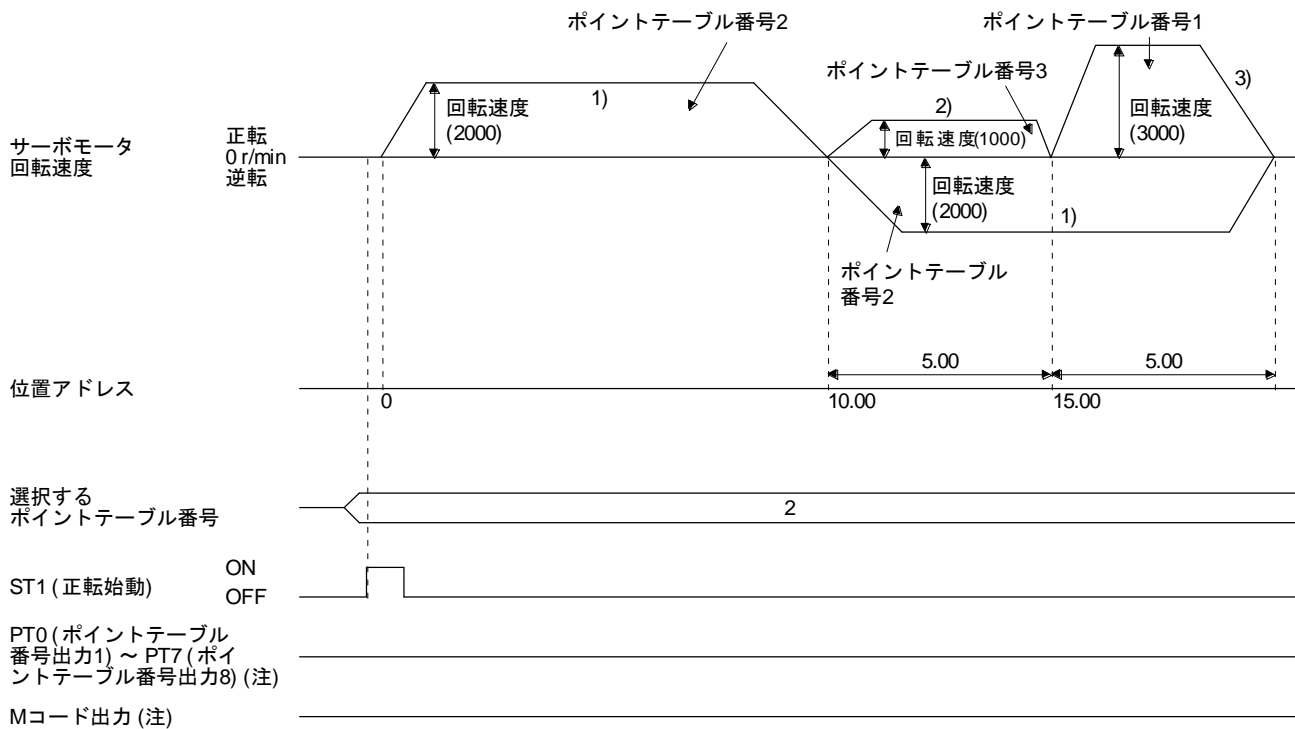 ポイントテーブル番号2
ポイントテーブル番号1
ポイントテーブル番号3
1)
2)
3)
回転速度
(2000)
回転速度(1000)
回転速度
(3000)
サーボモータ
回転速度
正転
0 r/min
逆転
回転速度
(2000)
1)
ポイントテーブル
番号2
5.00
5.00
位置アドレス
0
10.00
15.00
選択する
ポイントテーブル番号
2
ST1 (正転始動)
ON
OFF
PT0 (ポイントテーブル
番号出力1) ～ PT7 (ポイ
ントテーブル番号出力8) (注)
Mコード出力 (注)